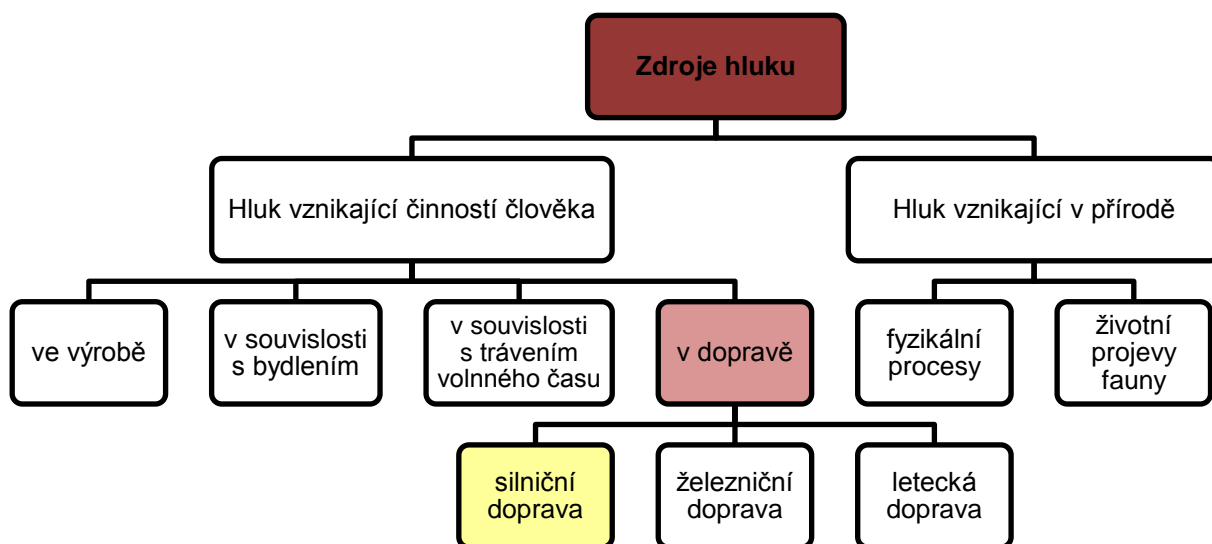 Zdroje hluku
Hluk vznikající činností člověka
Hluk vznikající v přírodě
ve výrobě
v souvislosti
s bydlením
v souvislosti
s trávením
volnného času
v dopravě
fyzikální
procesy
životní
projevy
fauny
silniční
doprava
železniční
doprava
letecká
doprava